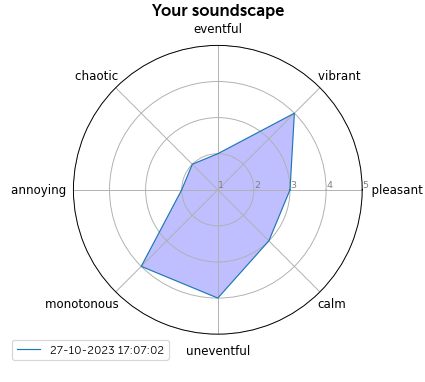 Your soundscape
eventful
chaotic
vibrant
annoying
1 2 3 4 5
pleasant
monotonous
calm
uneventful
27-10-2023 17:07:02